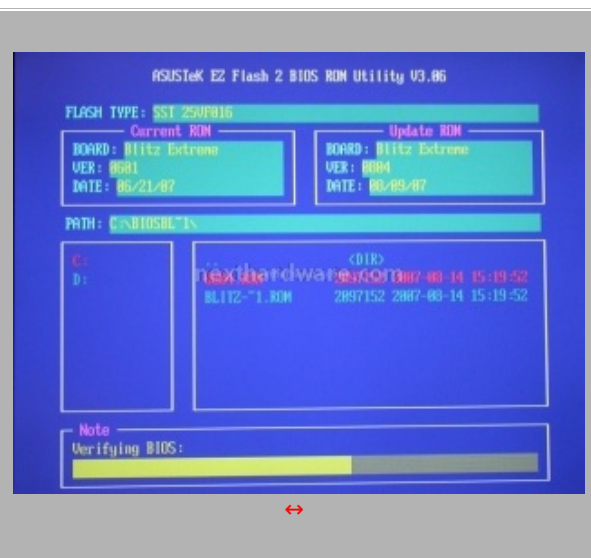 ASUSTeK EZ Flash 2 BIOS ROM Utility V3.06
FLASH TYPE: SST 25VF016
Current ROM
BOARD: Blitz Extreme
VER: 0601
DATE: 06/21/07
Update ROM
BOARD: Blitz Extreme
VER: 0804
DATE: 08/09/07
PATH: C:\BIOSBL~1\
C:
D:
<DIR>
nexthardware.com
.ROM 2097152 2007-08-14 15:19:52
BLITZ-~1.ROM 2097152 2007-08-14 15:19:52
Note
Verifying BIOS: